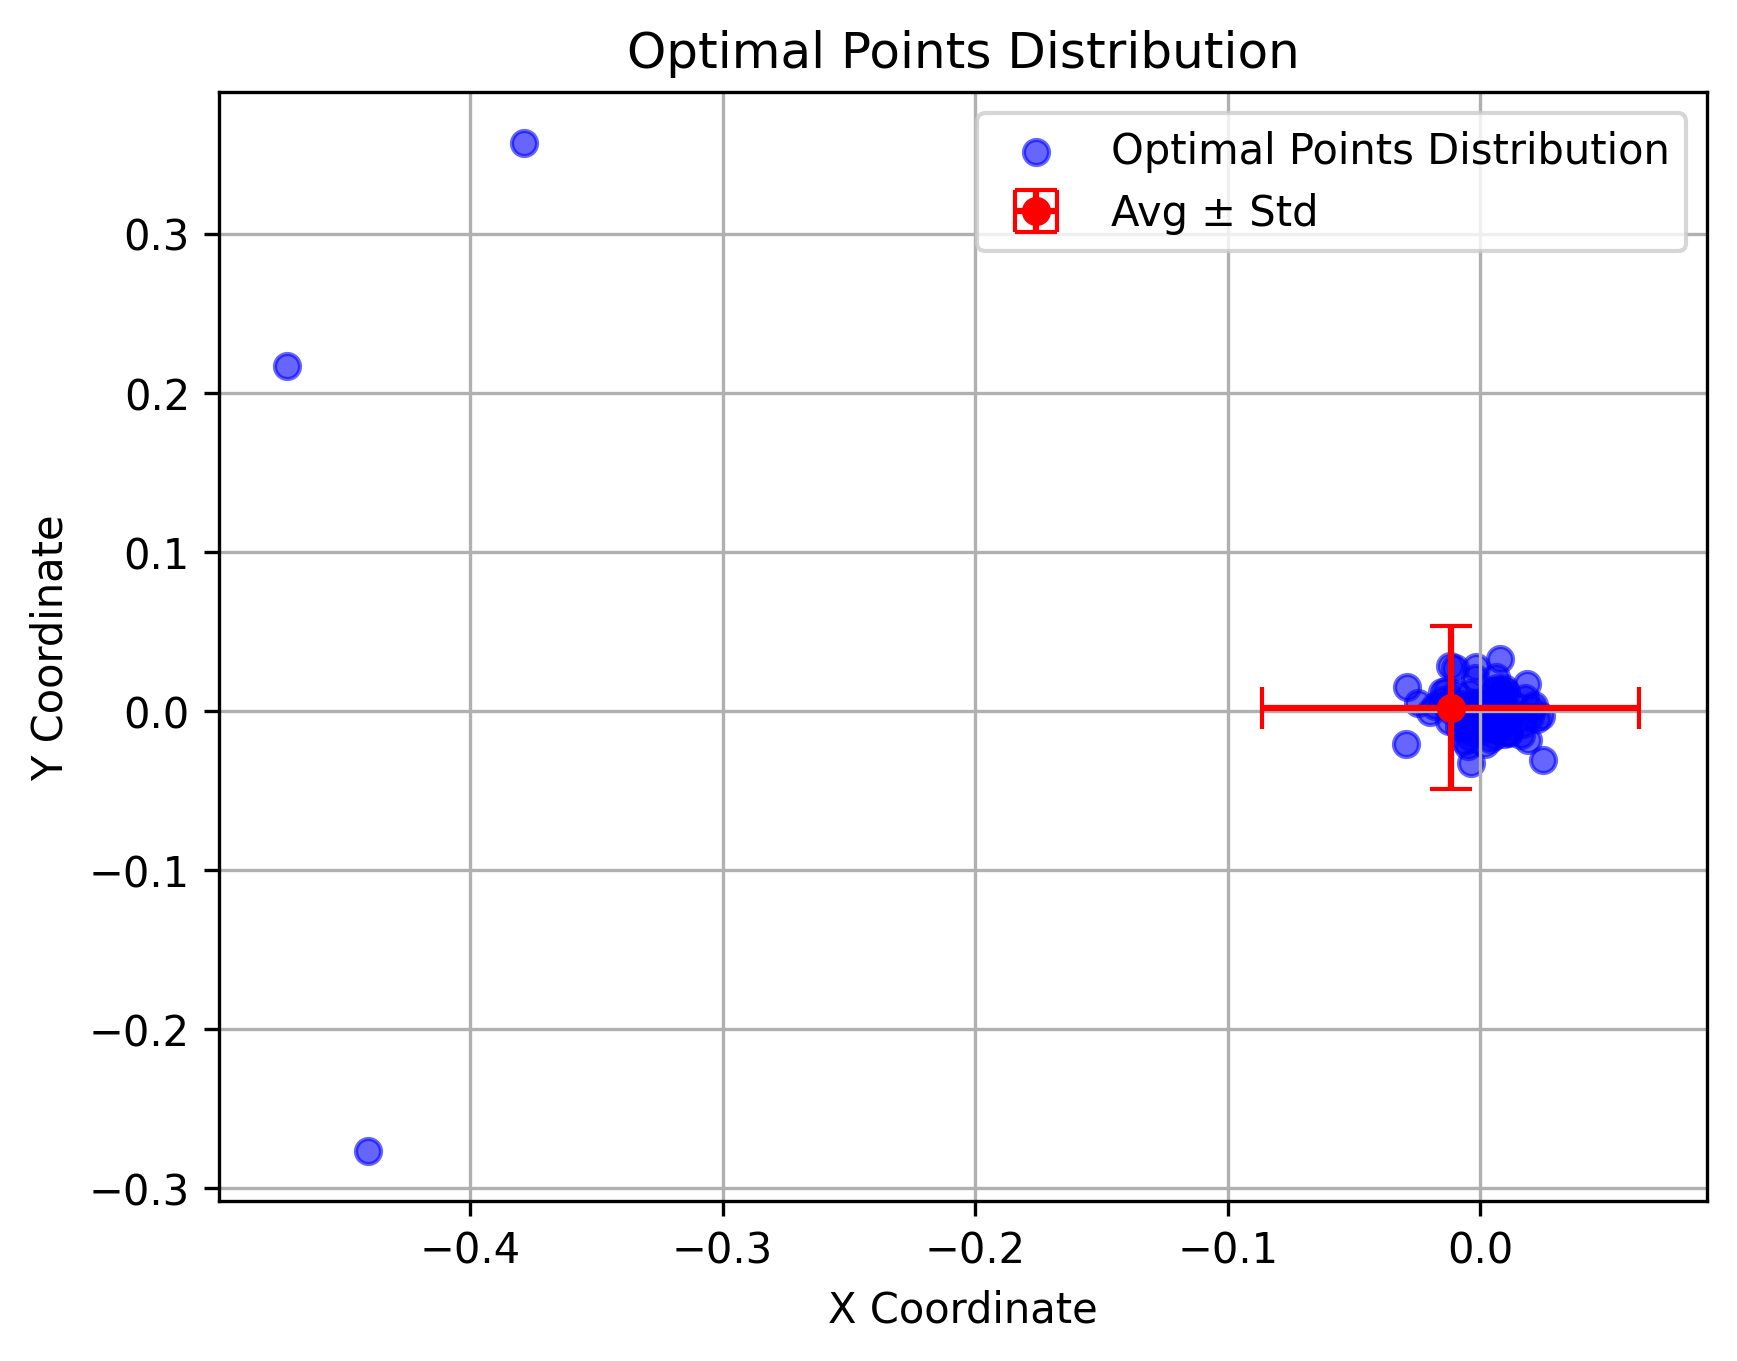 Optimal Points Distribution
Optimal Points Distribution
Avg ± Std
0.3
0.2
0.1
0.0
−0.1
−0.2
−0.3
Y Coordinate
−0.4
−0.3
−0.2
−0.1
0.0
X Coordinate